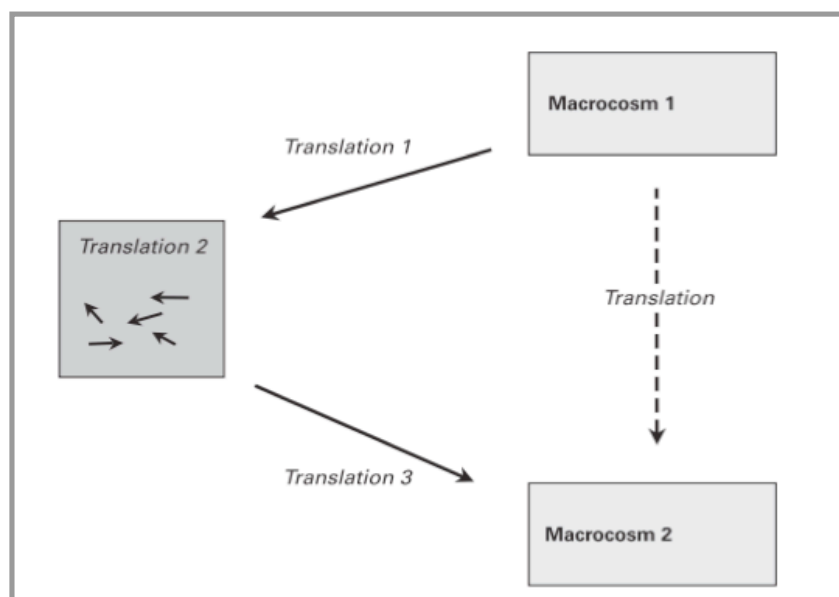 Macrocosm 1
Translation 1
Translation 2
Translation
Translation 3
Macrocosm 2